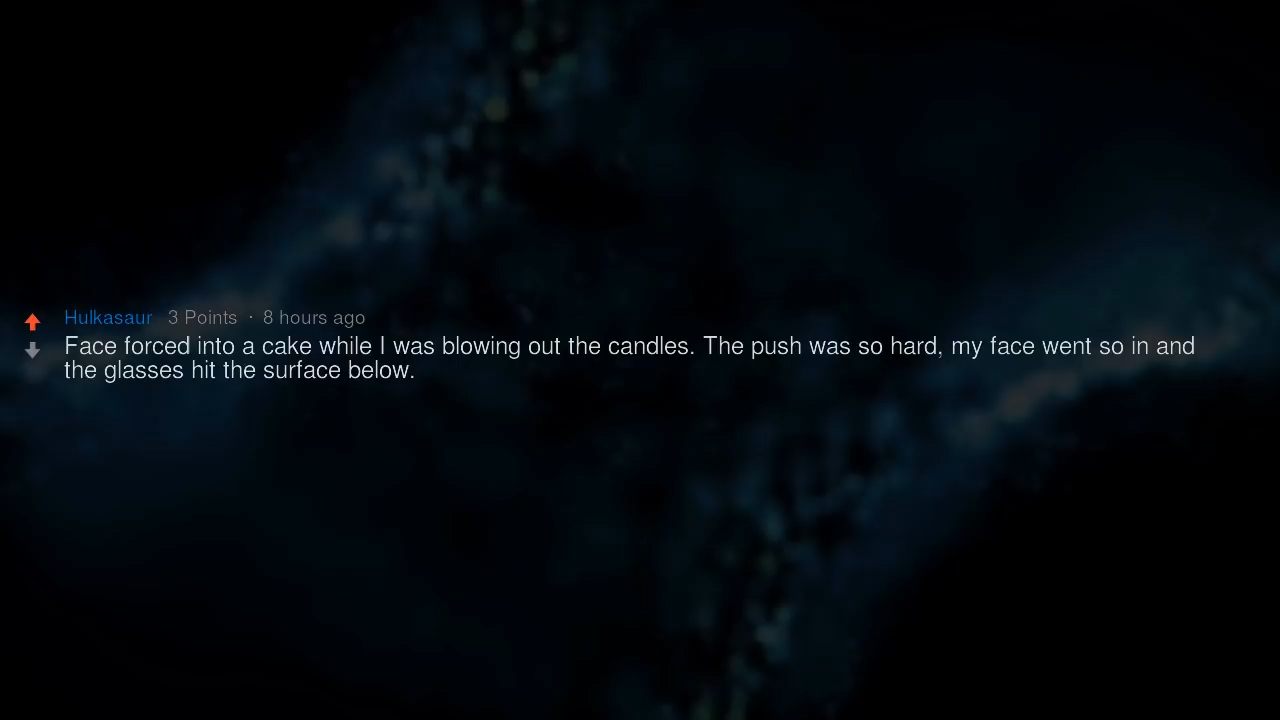 Hulkasaur 3 Points · 8 hours ago
Face forced into a cake while I was blowing out the candles. The push was so hard, my face went so in and
the glasses hit the surface below.